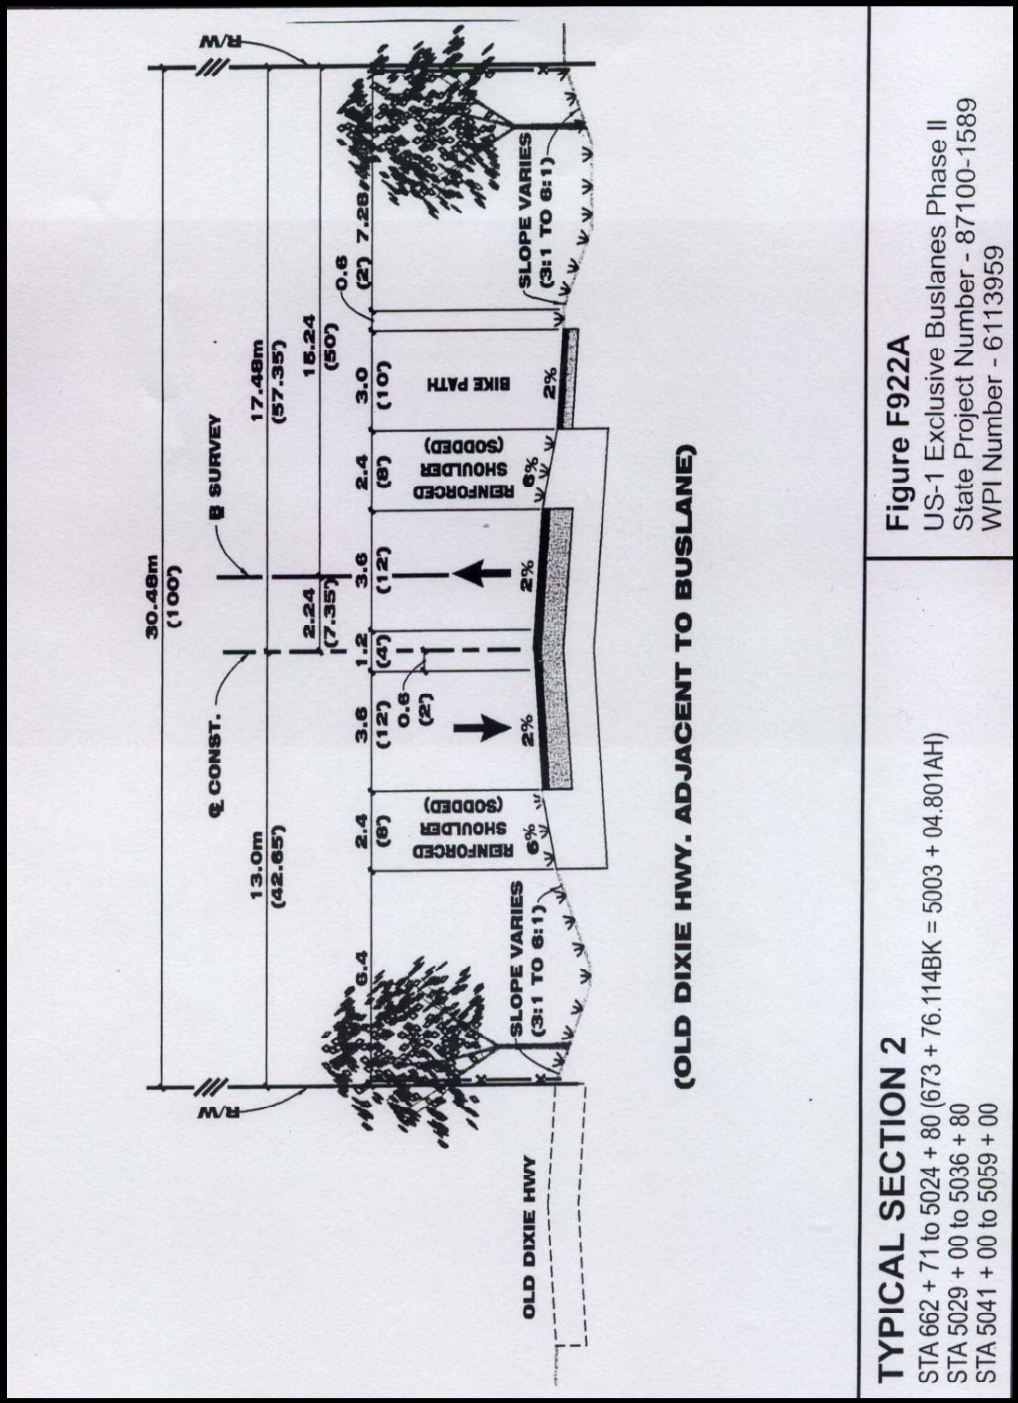 30.48m
(100')
R/W
R/W
13.0m
(42.65')
17.48m
(57.35')
℄ CONST.
B SURVEY
2.24
(7.35')
15.24
(50')
6.4
2.4
(8')
3.6
(12')
1.2
(4')
3.6
(12')
2.4
(8')
3.0
(10')
0.6
(2')
7.28
0.6
(2')
REINFORCED
SHOULDER
(SODDED)
REINFORCED
SHOULDER
(SODDED)
BIKE PATH
6%
2%
2%
6%
2%
SLOPE VARIES
(3:1 TO 6:1)
SLOPE VARIES
(3:1 TO 6:1)
OLD DIXIE HWY
(OLD DIXIE HWY. ADJACENT TO BUSLANE)
TYPICAL SECTION 2
STA 662 + 71 to 5024 + 80 (673 + 76.114BK = 5003 + 04.801AH)
STA 5029 + 00 to 5036 + 80
STA 5041 + 00 to 5059 + 00
Figure F922A
US-1 Exclusive Buslanes Phase II
State Project Number - 87100-1589
WPI Number - 6113959